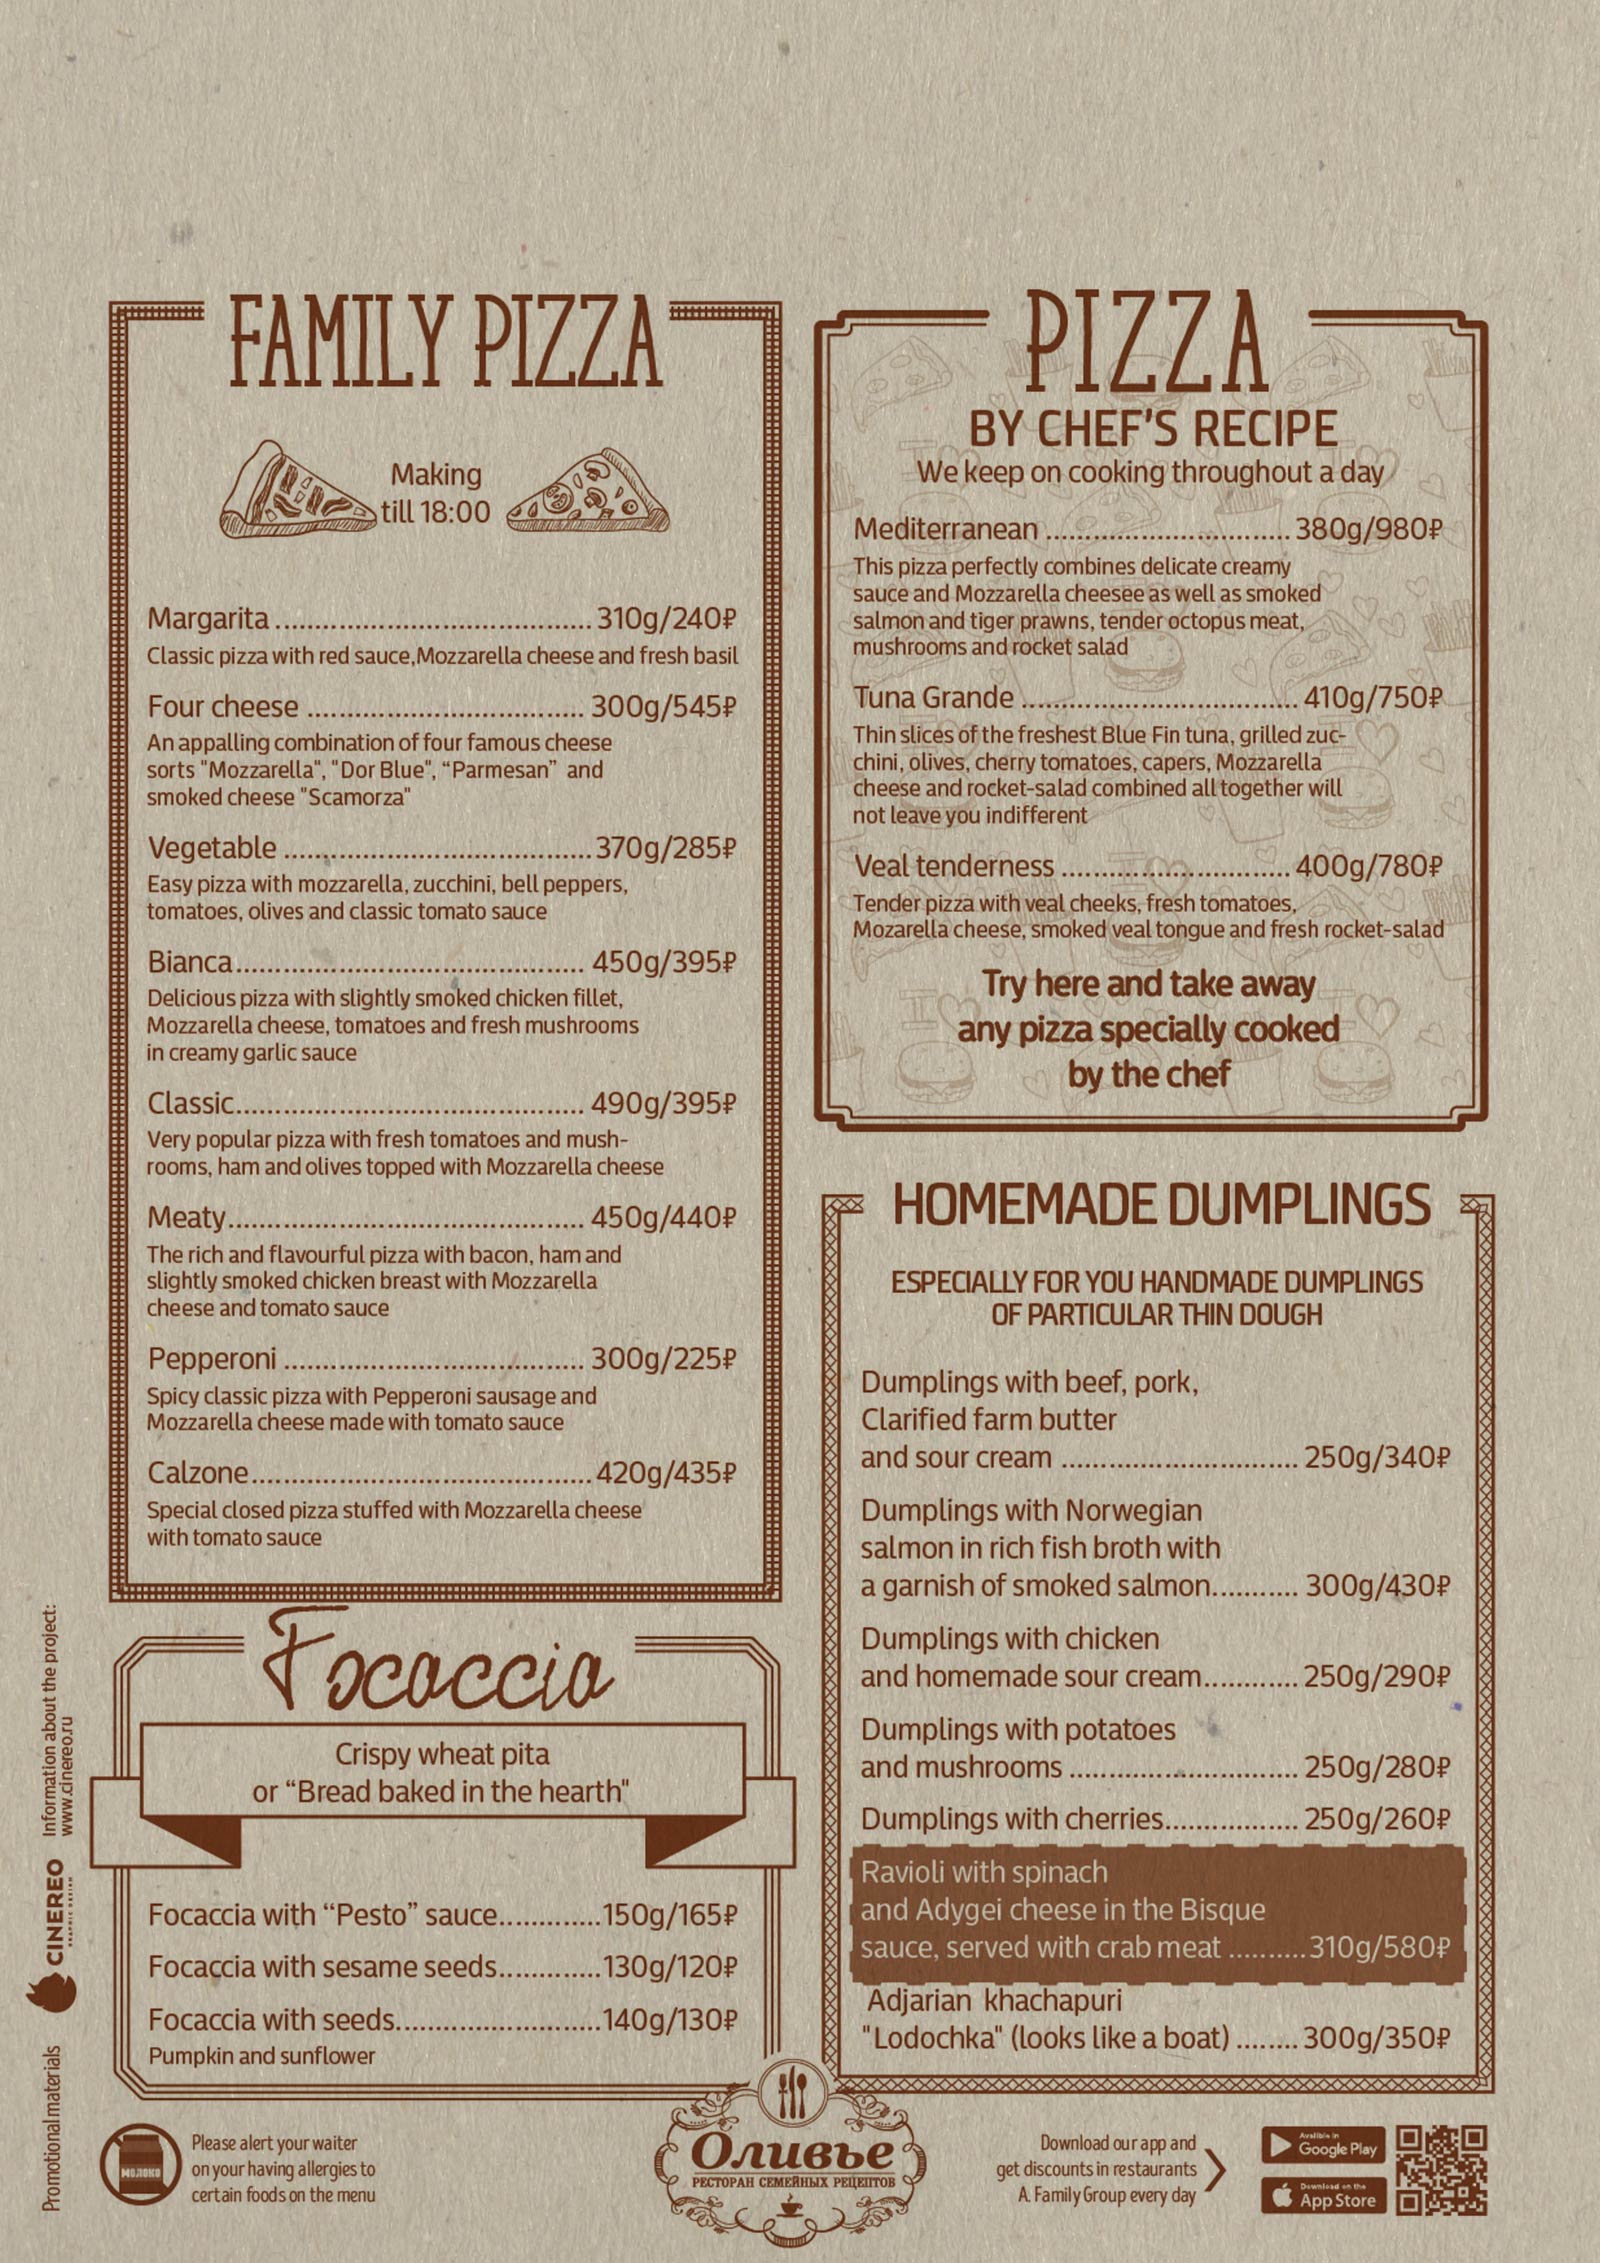 FAMILY PIZZA
Making
till 18:00
Margarita ........................................ 310g/240₽
Classic pizza with red sauce,Mozzarella cheese and fresh basil
Four cheese ................................... 300g/545₽
An appalling combination of four famous cheese
sorts "Mozzarella", "Dor Blue", “Parmesan” and
smoked cheese "Scamorza"
Vegetable ....................................... 370g/285₽
Easy pizza with mozzarella, zucchini, bell peppers,
tomatoes, olives and classic tomato sauce
Bianca............................................ 450g/395₽
Delicious pizza with slightly smoked chicken fillet,
Mozzarella cheese, tomatoes and fresh mushrooms
in creamy garlic sauce
Classic............................................ 490g/395₽
Very popular pizza with fresh tomatoes and mush-
rooms, ham and olives topped with Mozzarella cheese
Meaty............................................. 450g/440₽
The rich and flavourful pizza with bacon, ham and
slightly smoked chicken breast with Mozzarella
cheese and tomato sauce
Pepperoni ...................................... 300g/225₽
Spicy classic pizza with Pepperoni sausage and
Mozzarella cheese made with tomato sauce
Calzone........................................... 420g/435₽
Special closed pizza stuffed with Mozzarella cheese
with tomato sauce
Focaccia
Crispy wheat pita
or “Bread baked in the hearth"
Focaccia with “Pesto” sauce.............150g/165₽
Focaccia with sesame seeds.............130g/120₽
Focaccia with seeds..........................140g/130₽
Pumpkin and sunflower
PIZZA
BY CHEF'S RECIPE
We keep on cooking throughout a day
Mediterranean ............................... 380g/980₽
This pizza perfectly combines delicate creamy
sauce and Mozzarella cheesee as well as smoked
salmon and tiger prawns, tender octopus meat,
mushrooms and rocket salad
Tuna Grande ................................... 410g/750₽
Thin slices of the freshest Blue Fin tuna, grilled zuc-
chini, olives, cherry tomatoes, capers, Mozzarella
cheese and rocket-salad combined all together will
not leave you indifferent
Veal tenderness ............................. 400g/780₽
Tender pizza with veal cheeks, fresh tomatoes,
Mozarella cheese, smoked veal tongue and fresh rocket-salad
Try here and take away
any pizza specially cooked
by the chef
HOMEMADE DUMPLINGS
ESPECIALLY FOR YOU HANDMADE DUMPLINGS
OF PARTICULAR THIN DOUGH
Dumplings with beef, pork,
Clarified farm butter
and sour cream .............................. 250g/340₽
Dumplings with Norwegian
salmon in rich fish broth with
a garnish of smoked salmon........... 300g/430₽
Dumplings with chicken
and homemade sour cream............ 250g/290₽
Dumplings with potatoes
and mushrooms ............................. 250g/280₽
Dumplings with cherries................. 250g/260₽
Ravioli with spinach
and Adygei cheese in the Bisque
sauce, served with crab meat ..........310g/580₽
Adjarian khachapuri
"Lodochka" (looks like a boat) ........ 300g/350₽
Information about the project:
www.cinereo.ru
CINEREO
GRAPHIC DESIGN
Promotional materials
МОЛОКО
Please alert your waiter
on your having allergies to
certain foods on the menu
Оливье
РЕСТОРАН СЕМЕЙНЫХ РЕЦЕПТОВ
Download our app and
get discounts in restaurants
A. Family Group every day
Avalible in
Google Play
Download on the
App Store